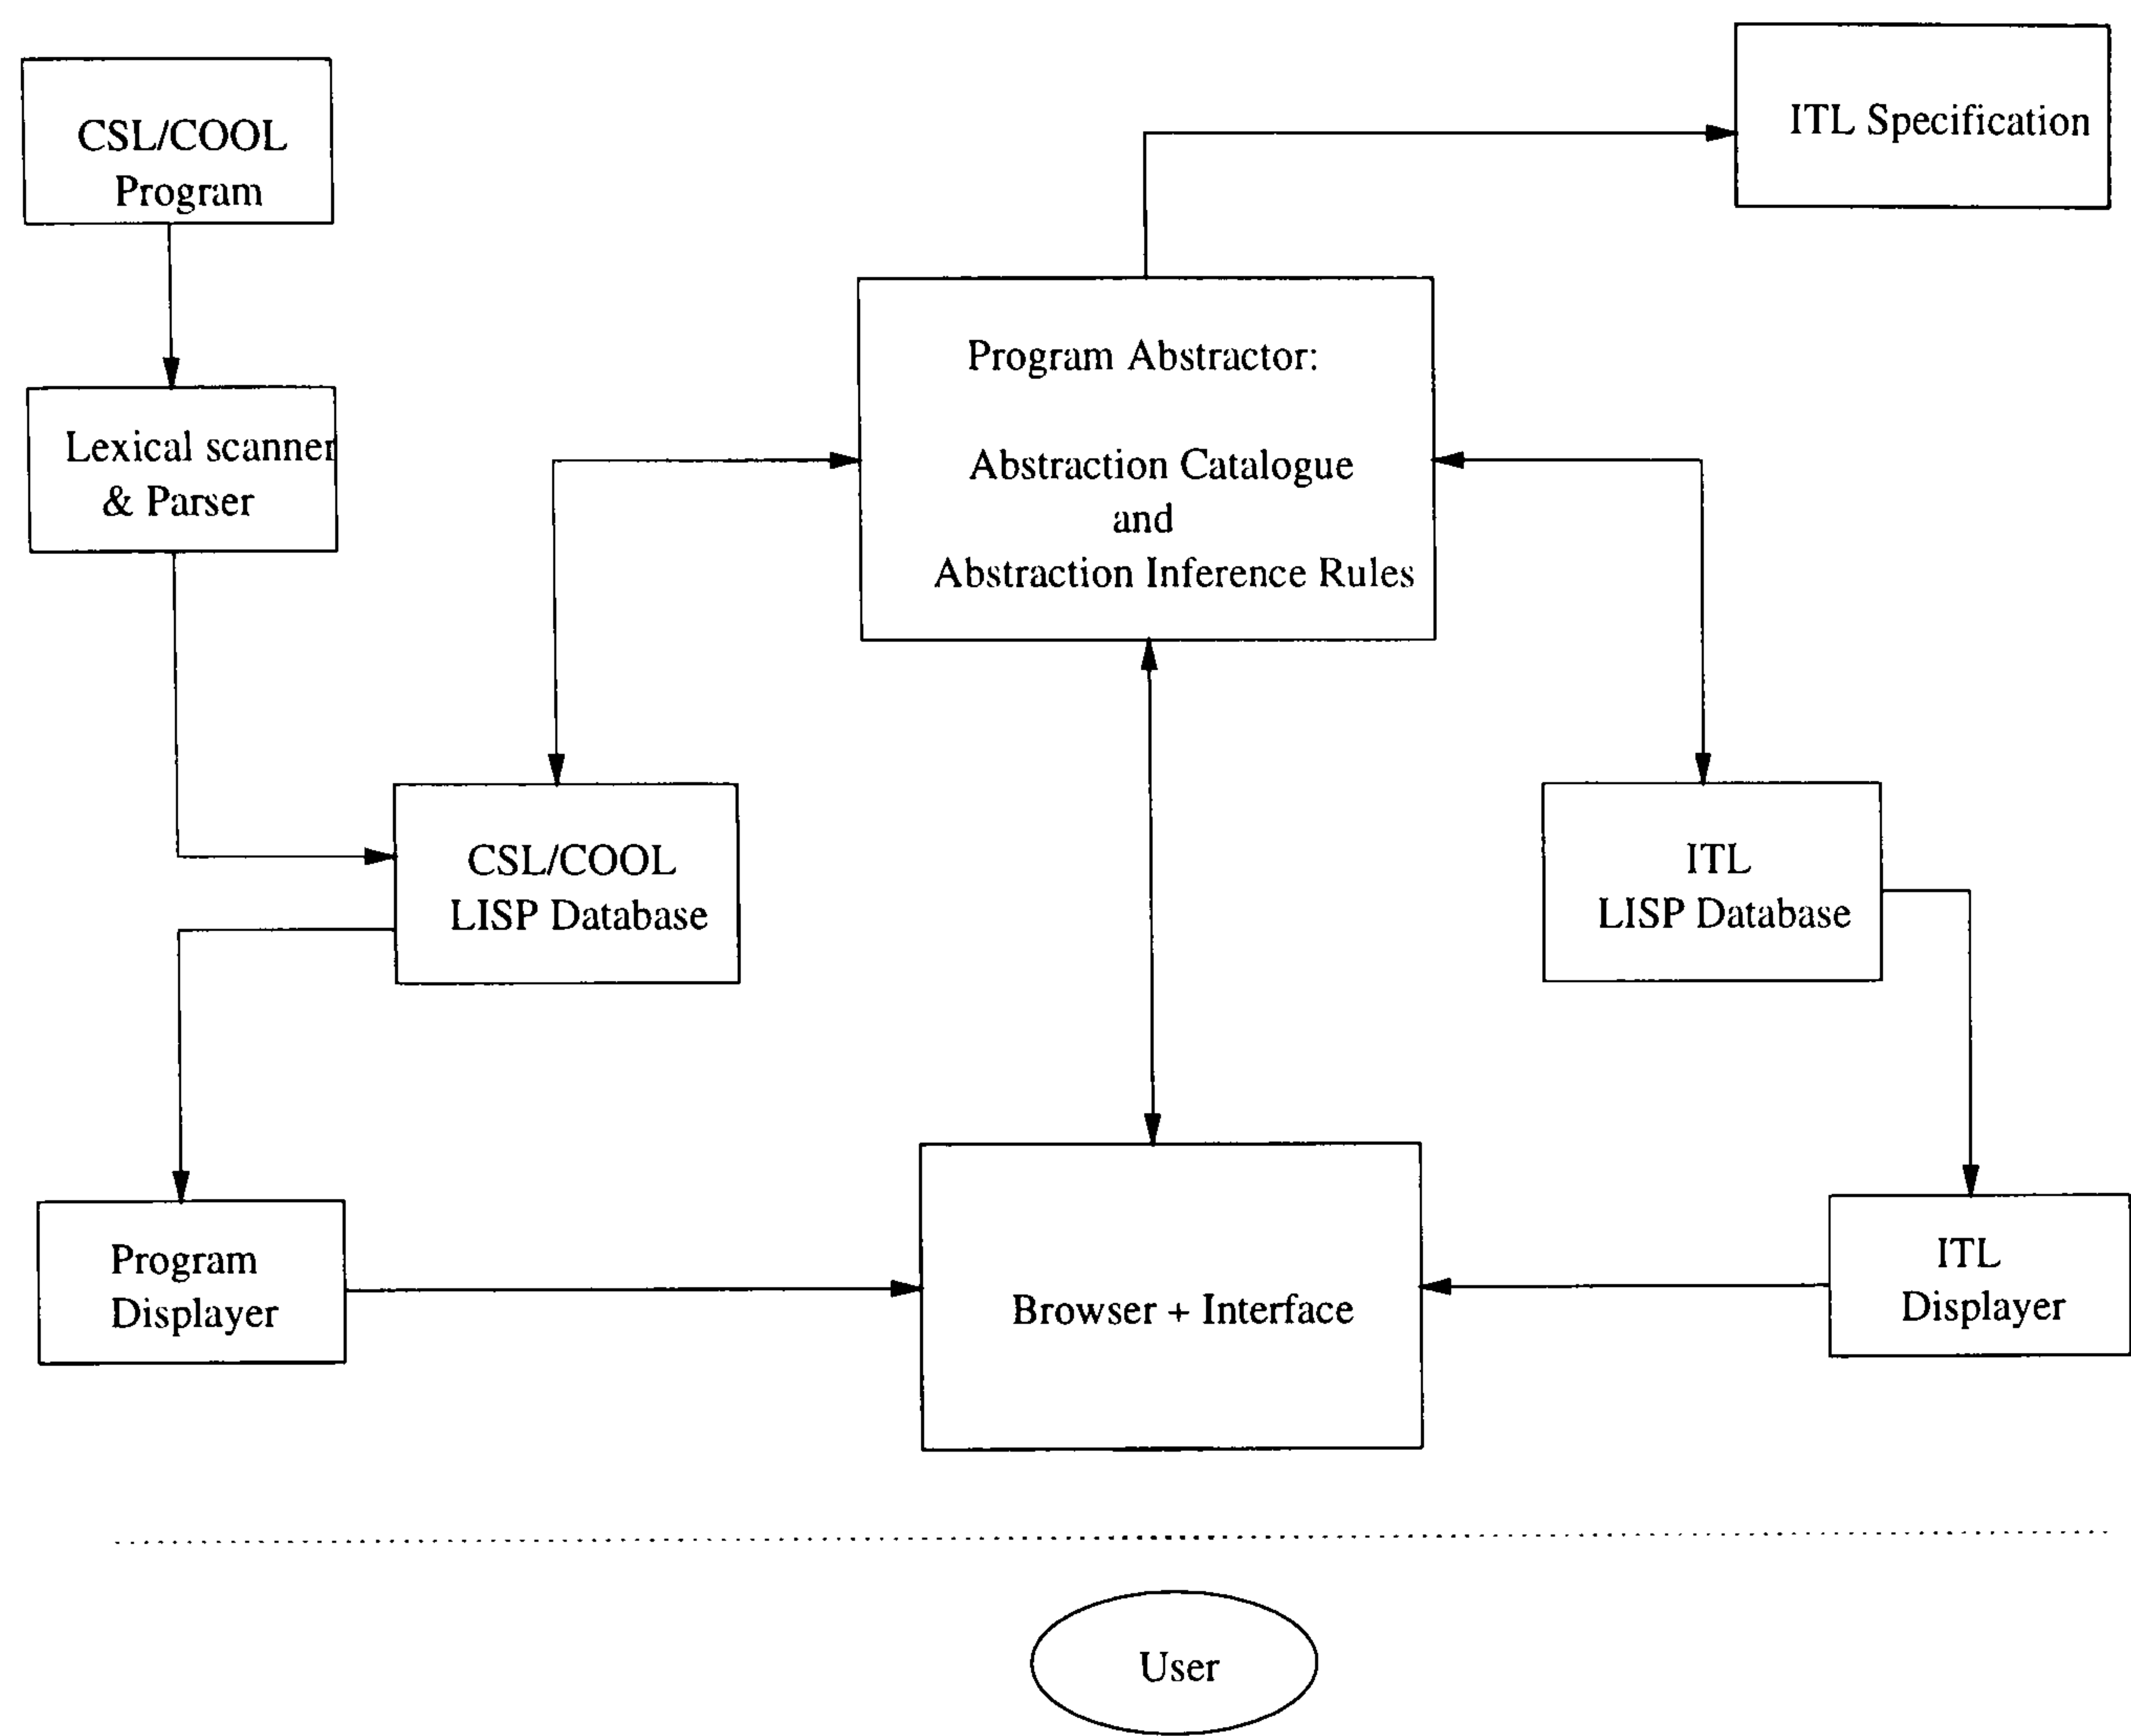 CSL/COOL
Program
ITL Specification
Program Abstractor:
Abstraction Catalogue
and
Abstraction Inference Rules
Lexical scanner
& Parser
CSL/COOL
LISP Database
ITL
LISP Database
Program
Displayer
Browser + Interface
ITL
Displayer
User